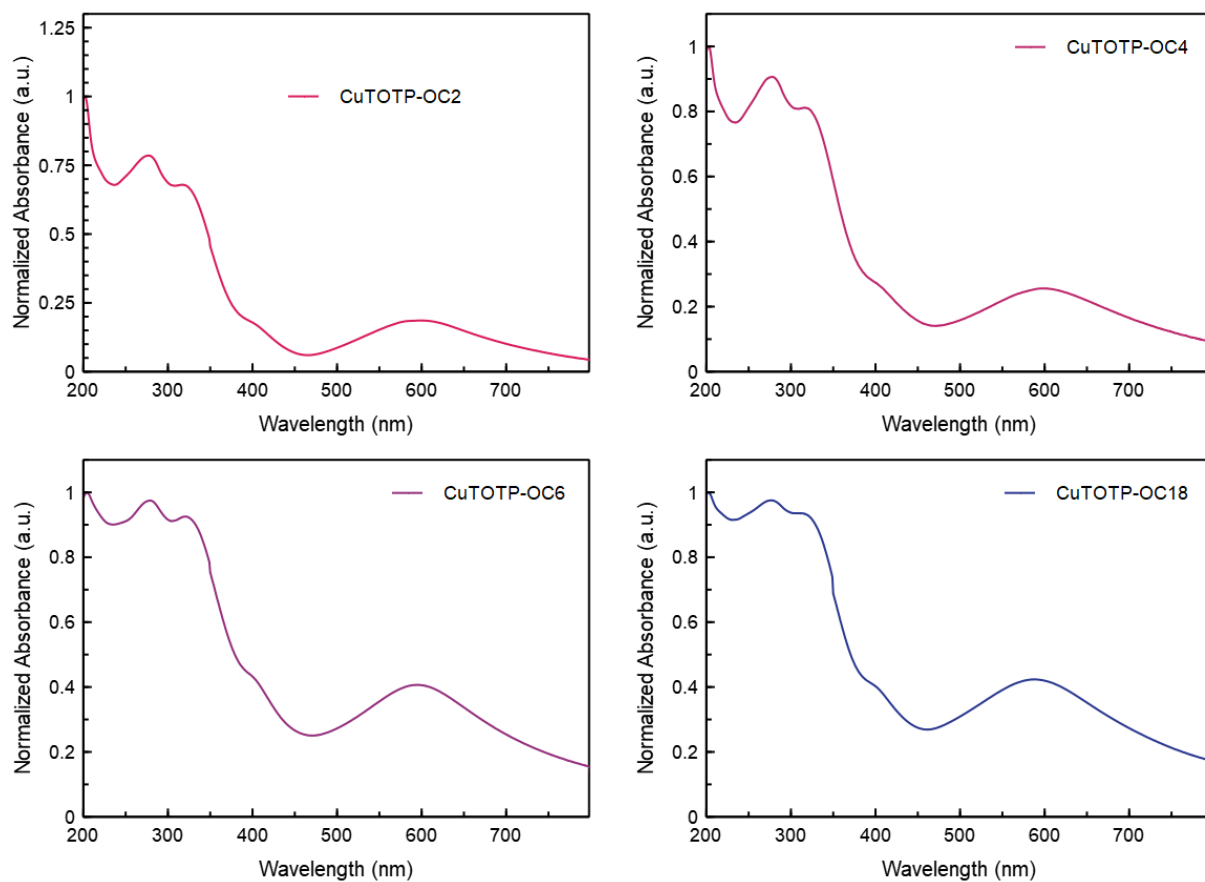 1.25
1
0.75
0.5
0.25
0
Normalized Absorbance (a.u.)
CuTOTP-OC2
200 300 400 500 600 700
Wavelength (nm)
1
0.8
0.6
0.4
0.2
0
Normalized Absorbance (a.u.)
CuTOTP-OC4
200 300 400 500 600 700
Wavelength (nm)
1
0.8
0.6
0.4
0.2
0
Normalized Absorbance (a.u.)
CuTOTP-OC6
200 300 400 500 600 700
Wavelength (nm)
1
0.8
0.6
0.4
0.2
0
Normalized Absorbance (a.u.)
CuTOTP-OC18
200 300 400 500 600 700
Wavelength (nm)